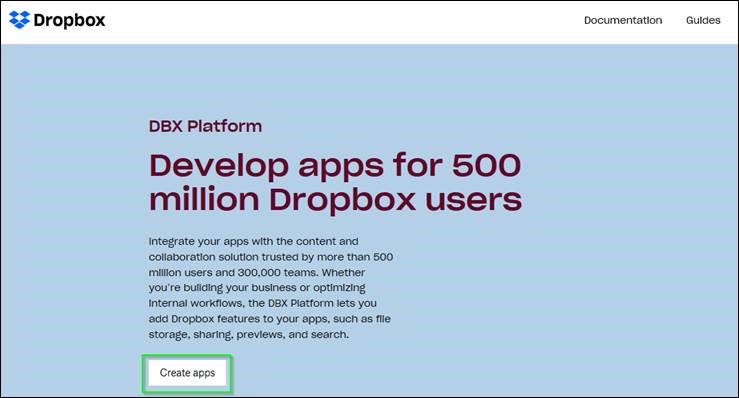 Dropbox
Documentation
Guides
DBX Platform
Develop apps for 500
million Dropbox users
Integrate your apps with the content and
collaboration solution trusted by more than 500
million users and 300,000 teams. Whether
you're building your business or optimizing
internal workflows, the DBX Platform lets you
add Dropbox features to your apps, such as file
storage, sharing, previews, and search.
Create apps